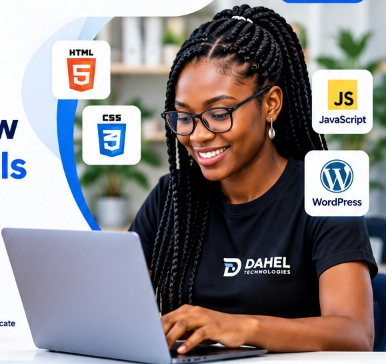 HTML
5
CSS
3
w
ls
JS
JavaScript
W
WordPress
D DAHEL
TECHNOLOGIES
cate